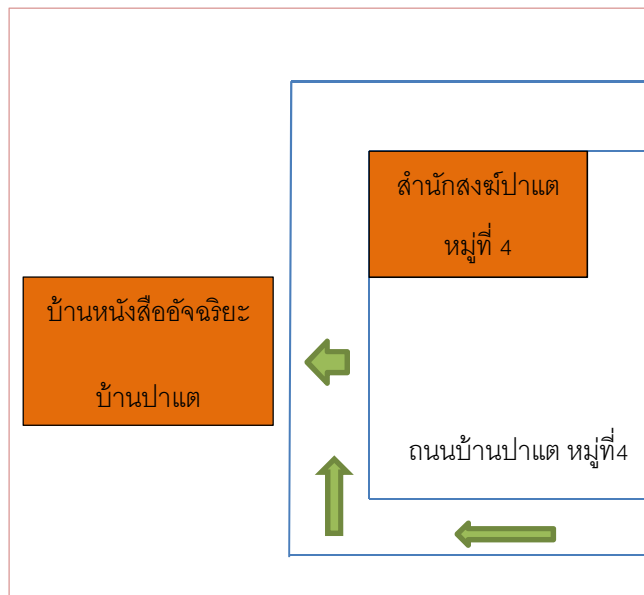 สำนักสงฆ์ปาแต
หมู่ที่ 4
บ้านหนังสืออัจฉริยะ
บ้านปาแต
ถนนบ้านปาแต หมู่ที่4